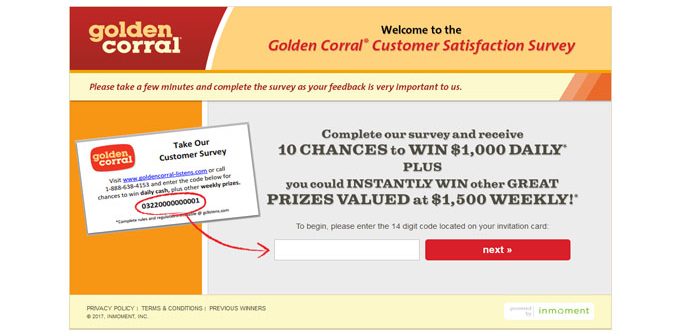 golden
corral
Welcome to the
Golden Corral® Customer Satisfaction Survey
Please take a few minutes and complete the survey as your feedback is very important to us.
golden
corral
Take Our
Customer Survey
Visit www.goldencorral-listens.com or call
1-888-638-4153 and enter the code below for
chances to win daily cash, plus other weekly prizes.
03220000000001
*Complete rules and regulations available @ gclistens.com
Complete our survey and receive
10 CHANCES to WIN $1,000 DAILY*
PLUS
you could INSTANTLY WIN other GREAT
PRIZES VALUED at $1,500 WEEKLY!*
To begin, please enter the 14 digit code located on your invitation card:
next »
PRIVACY POLICY | TERMS & CONDITIONS | PREVIOUS WINNERS
© 2017, INMOMENT, INC.
powered
by
inmoment